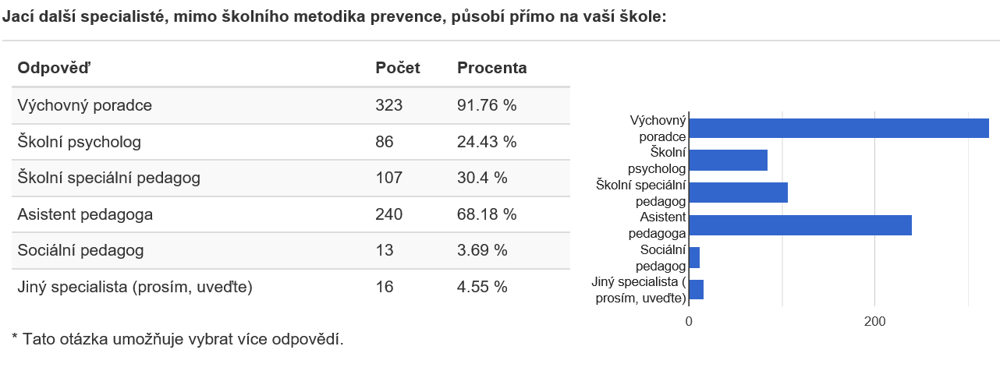 Jací další specialisté, mimo školního metodika prevence, působí přímo na vaší škole:
Odpověď Počet Procenta
Výchovný poradce 323 91.76 %
Školní psycholog 86 24.43 %
Školní speciální pedagog 107 30.4 %
Asistent pedagoga 240 68.18 %
Sociální pedagog 13 3.69 %
Jiný specialista (prosím, uveďte) 16 4.55 %
* Tato otázka umožňuje vybrat více odpovědí.
Výchovný
poradce
Školní
psycholog
Školní speciální
pedagog
Asistent
pedagoga
Sociální
pedagog
Jiný specialista (
prosím, uveďte)
0 200